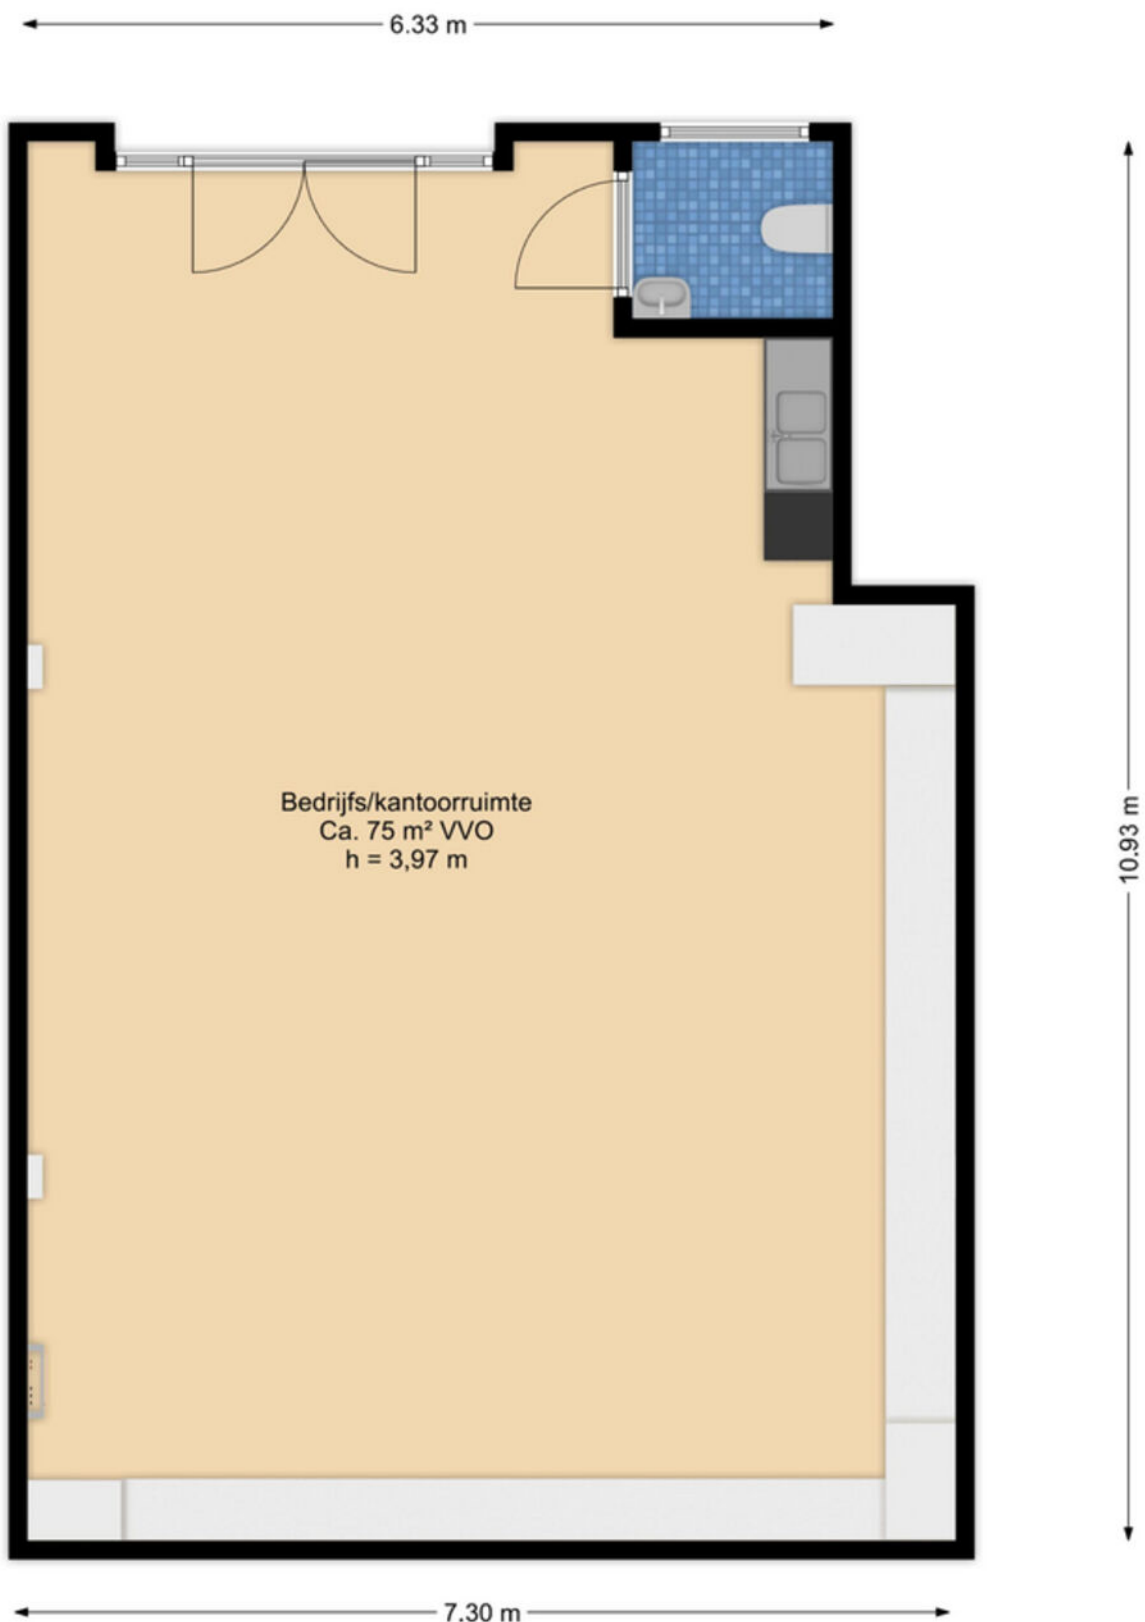 6.33 m
Bedrijfs/kantoorruimte
Ca. 75 m² VVO
h = 3,97 m
10.93 m
7.30 m